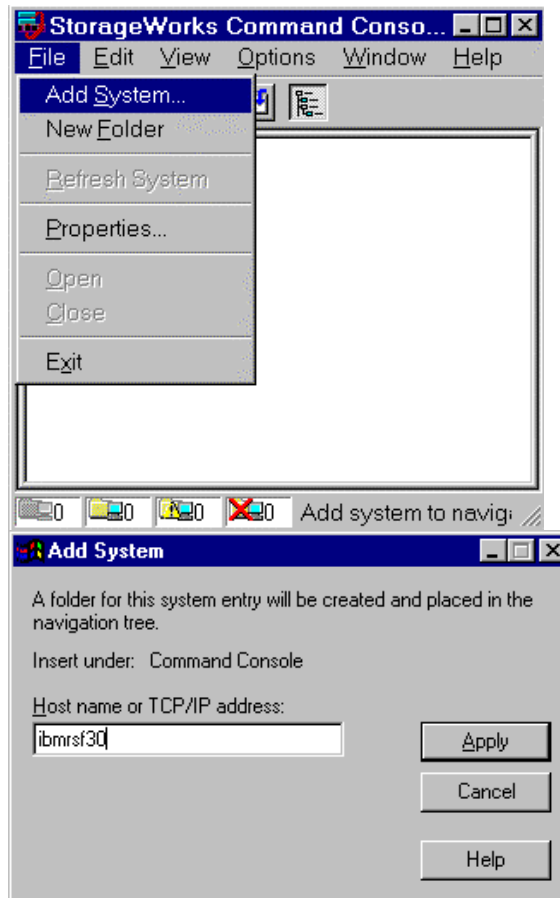 StorageWorks Command Conso...
File Edit View Options Window Help
Add System...
New Folder
Refresh System
Properties...
Open
Close
Exit
0 0 0 0 Add system to navig
Add System
A folder for this system entry will be created and placed in the
navigation tree.
Insert under: Command Console
Host name or TCP/IP address:
ibmrsf30
Apply
Cancel
Help